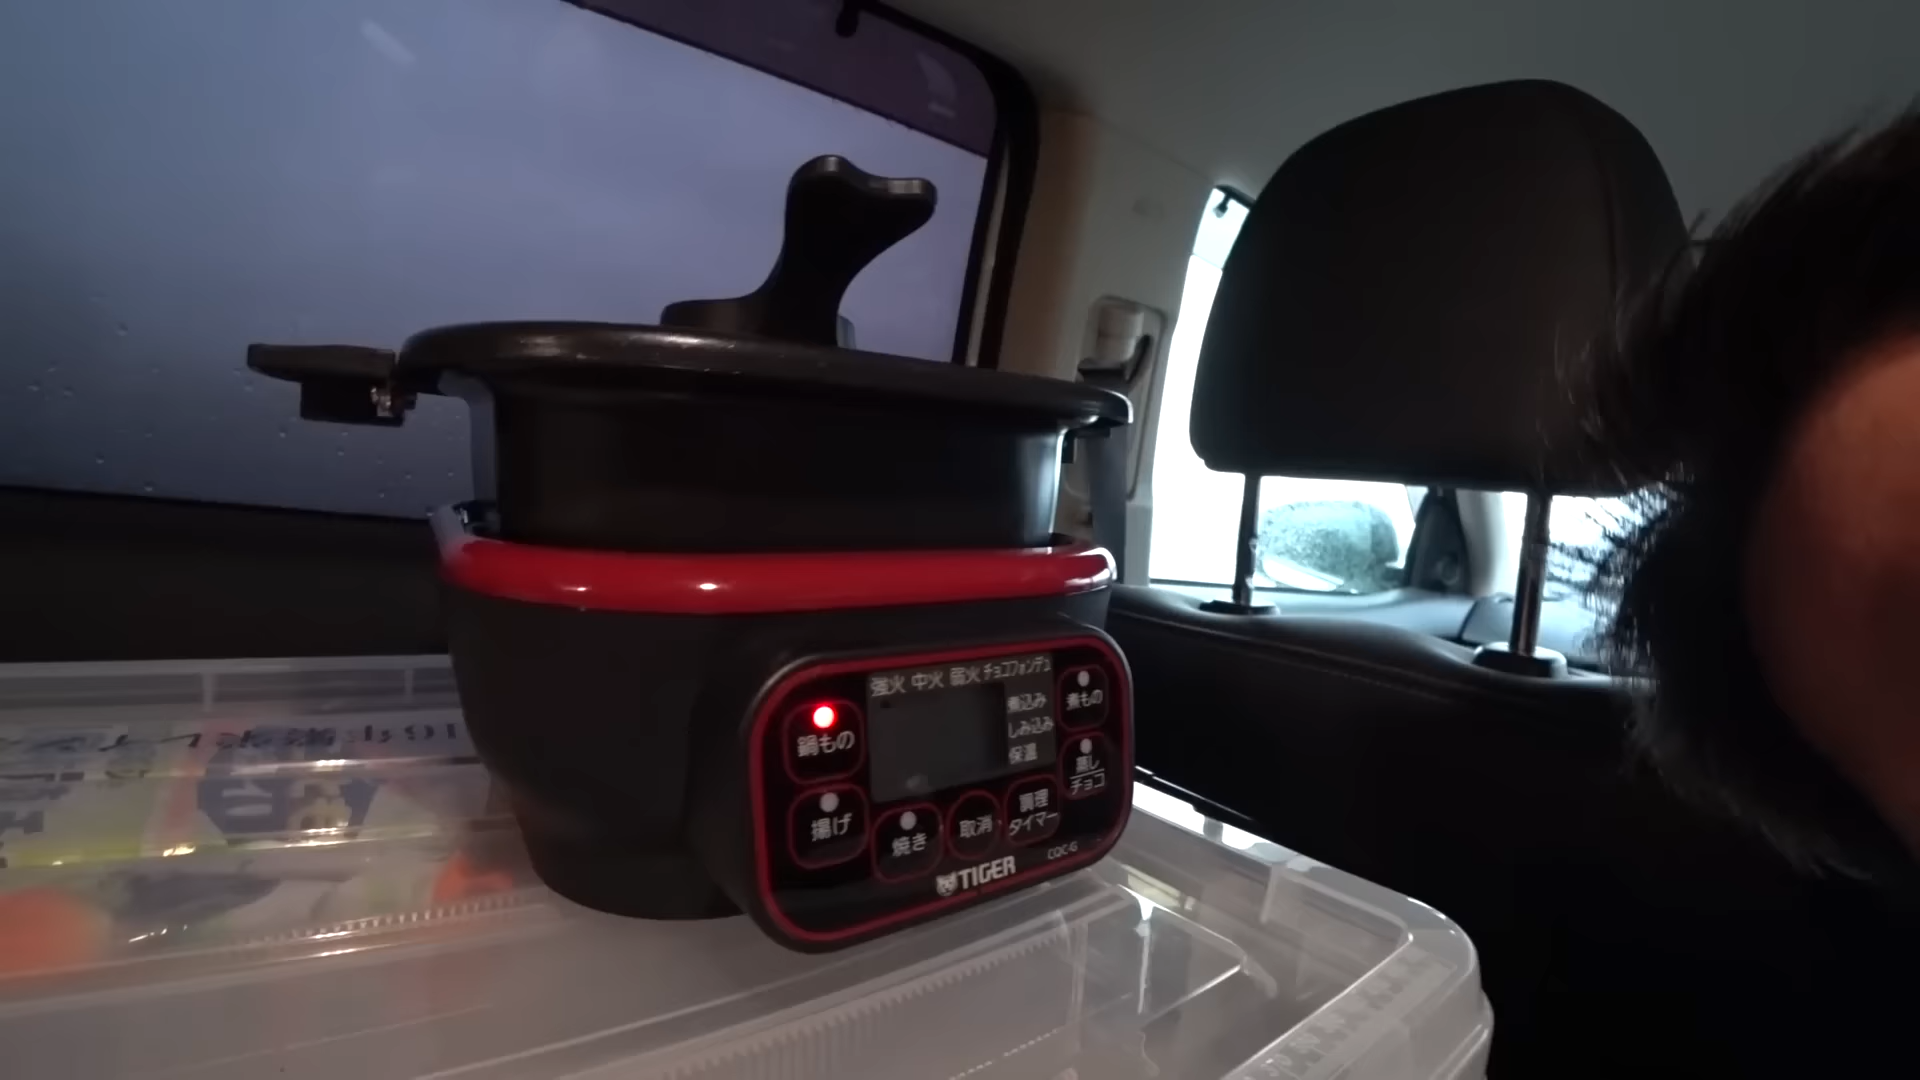 強火 中火 弱火 チョコフォンデュ
煮込み
しみ込み
保温
鍋もの
煮もの
揚げ
焼き
取消
調理
タイマー
蒸し
チョコ
TIGER
CQC-G